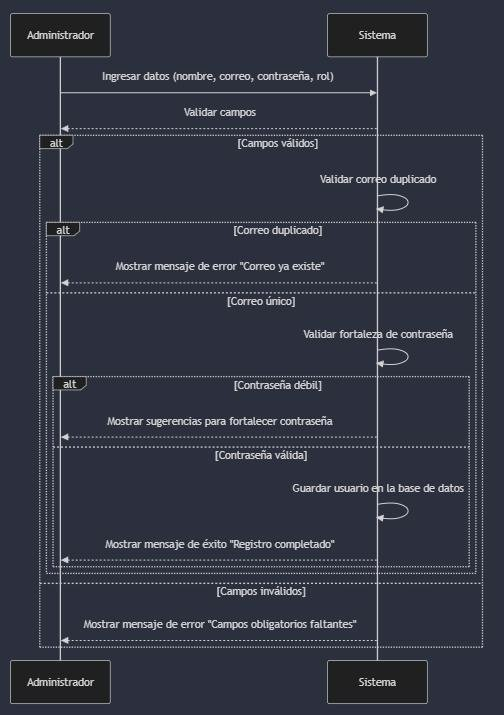 Administrador
Sistema
Ingresar datos (nombre, correo, contraseña, rol)
Validar campos
alt
[Campos válidos]
Validar correo duplicado
alt
[Correo duplicado]
Mostrar mensaje de error "Correo ya existe"
[Correo único]
Validar fortaleza de contraseña
alt
[Contraseña débil]
Mostrar sugerencias para fortalecer contraseña
[Contraseña válida]
Guardar usuario en la base de datos
Mostrar mensaje de éxito "Registro completado"
[Campos inválidos]
Mostrar mensaje de error "Campos obligatorios faltantes"
Administrador
Sistema